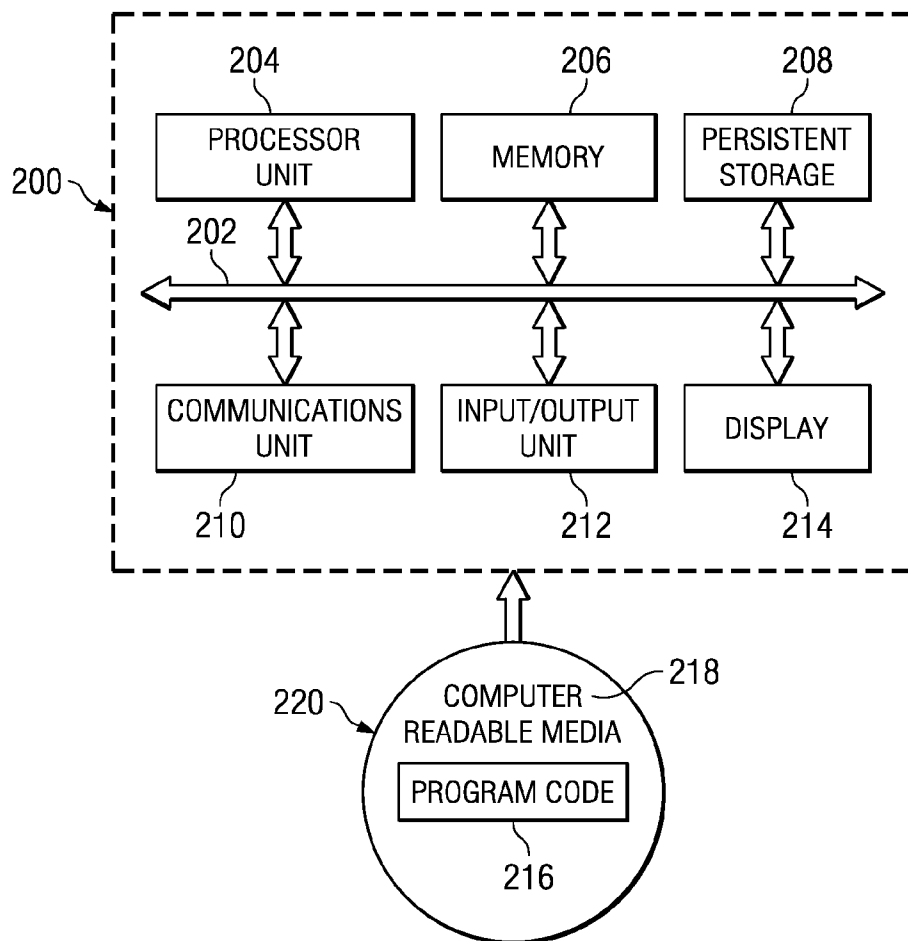 204
206
208
PROCESSOR
UNIT
MEMORY
PERSISTENT
STORAGE
200
202
COMMUNICATIONS
UNIT
INPUT/OUTPUT
UNIT
DISPLAY
210
212
214
220
COMPUTER
READABLE MEDIA
218
PROGRAM CODE
216